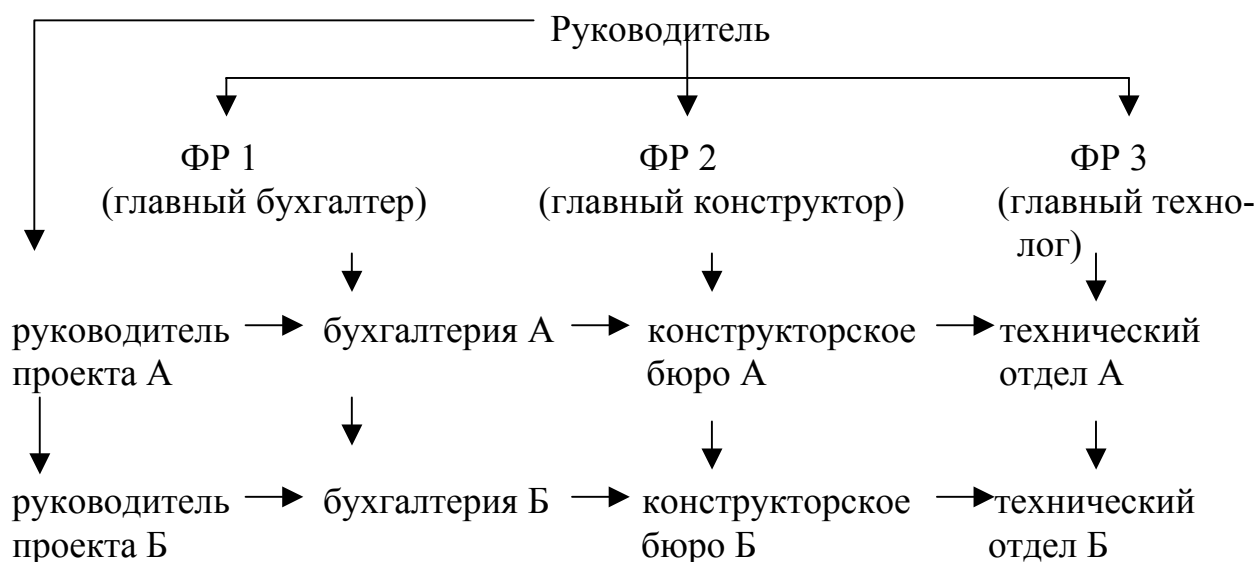 Руководитель
ФР 1
(главный бухгалтер)
ФР 2
(главный конструктор)
ФР 3
(главный техно-
лог)
руководитель
проекта А
бухгалтерия А
конструкторское
бюро А
технический
отдел А
руководитель
проекта Б
бухгалтерия Б
конструкторское
бюро Б
технический
отдел Б